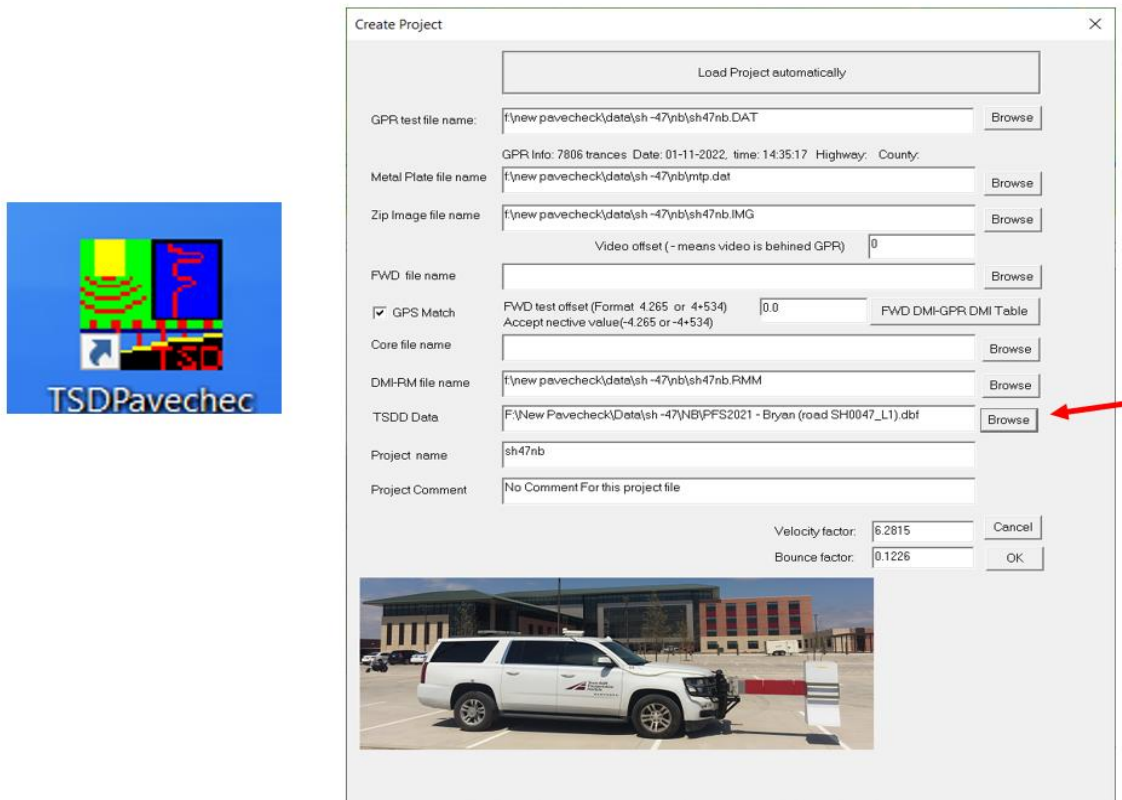 Create Project
Load Project automatically
GPR test file name:
f:\new pavecheck\data\sh -47\nb\sh47nb.DAT
Browse
GPR Info: 7806 trances Date: 01-11-2022, time: 14:35:17 Highway: County:
Metal Plate file name
f:\new pavecheck\data\sh -47\nb\mtp.dat
Browse
Zip Image file name
f:\new pavecheck\data\sh -47\nb\sh47nb.IMG
Browse
Video offset ( - means video is behined GPR)
0
FWD file name
Browse
GPS Match
FWD test offset (Format 4.265 or 4+534)
Accept nective value(-4.265 or -4+534)
0.0
FWD DMI-GPR DMI Table
Core file name
Browse
DMI-RM file name
f:\new pavecheck\data\sh -47\nb\sh47nb.RMM
Browse
TSDD Data
F:\New Pavecheck\Data\sh -47\NB\PFS2021 - Bryan (road SH0047_L1).dbf
Browse
Project name
sh47nb
Project Comment
No Comment For this project file
Velocity factor:
6.2815
Cancel
Bounce factor:
0.1226
OK
TSD
TSDPavechec